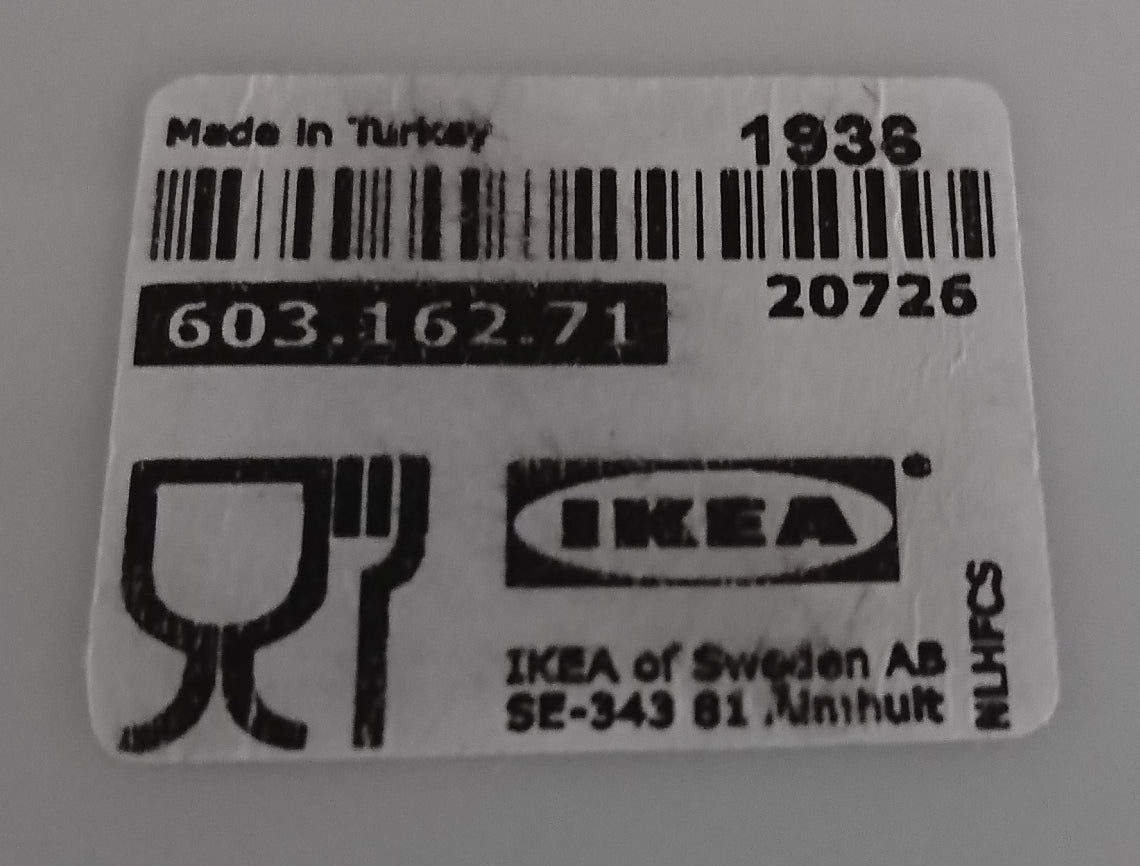 Made in Turkey
1936
20726
603.162.71
IKEA®
IKEA of Sweden AB
SE-343 81 Älmhult
NLHFCS